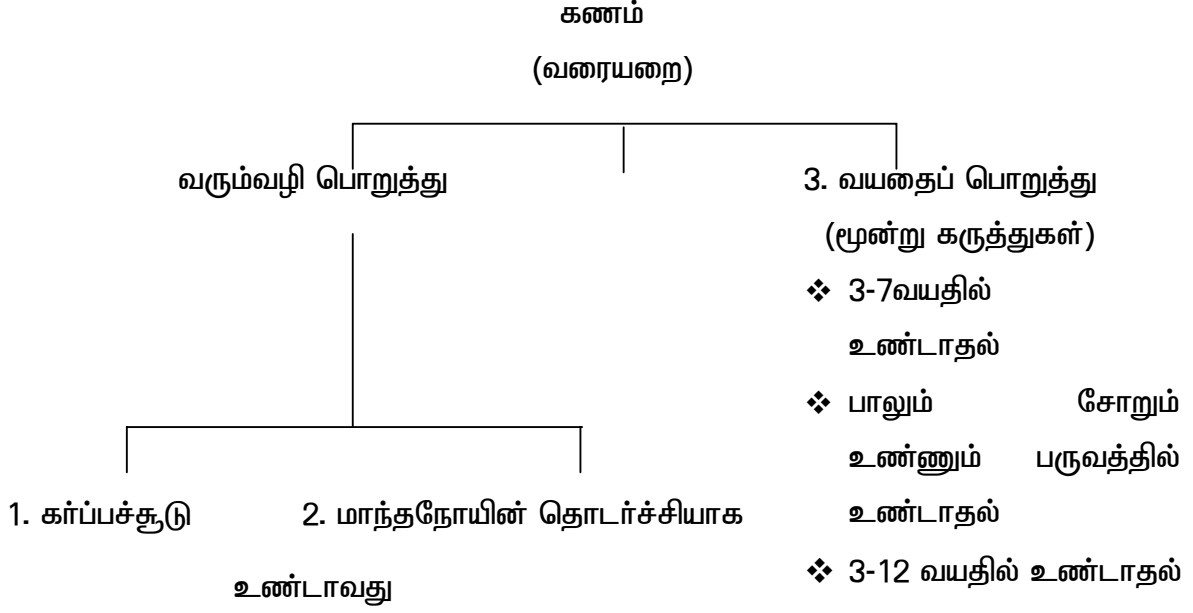 கணம்
(வரையறை)
வரும்வழி பொறுத்து
1. கர்ப்பச்சூடு
2. மாந்தநோயின் தொடர்ச்சியாக
உண்டாவது
3. வயதைப் பொறுத்து
(மூன்று கருத்துகள்)
❖ 3-7வயதில்
உண்டாதல்
❖ பாலும் சோறும்
உண்ணும் பருவத்தில்
உண்டாதல்
❖ 3-12 வயதில் உண்டாதல்